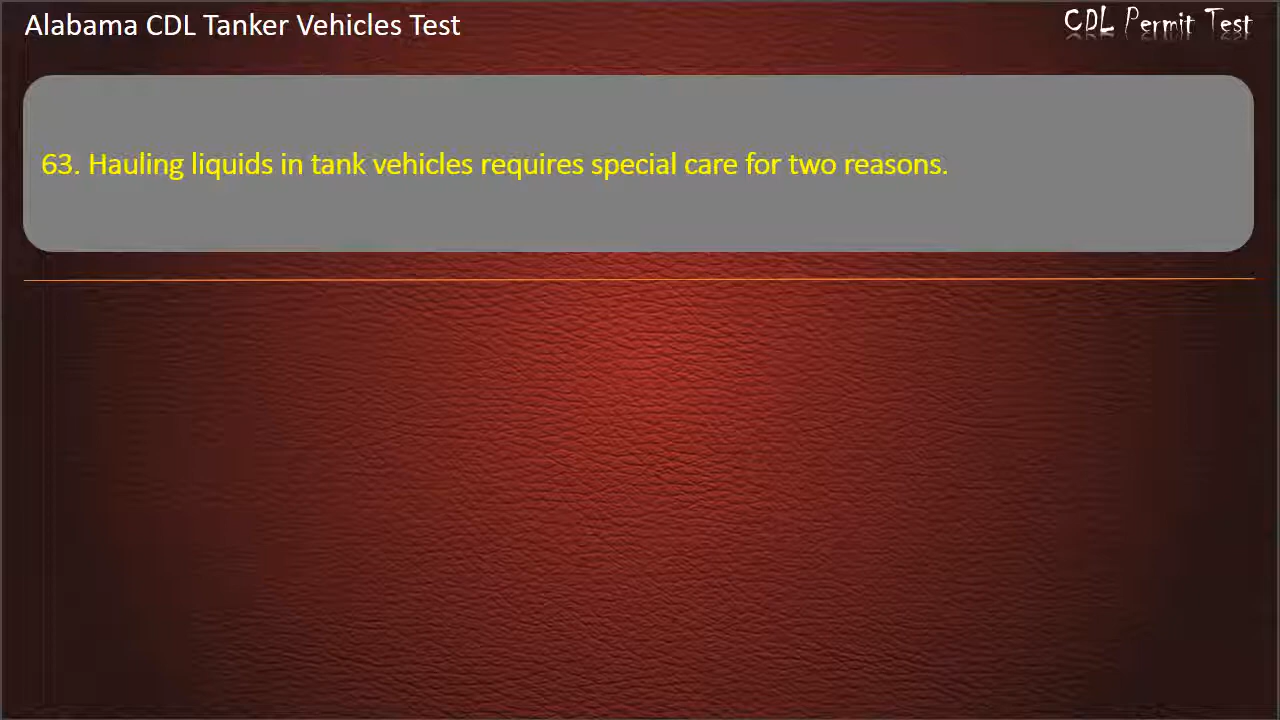 Alabama CDL Tanker Vehicles Test
CDL Permit Test
63. Hauling liquids in tank vehicles requires special care for two reasons.